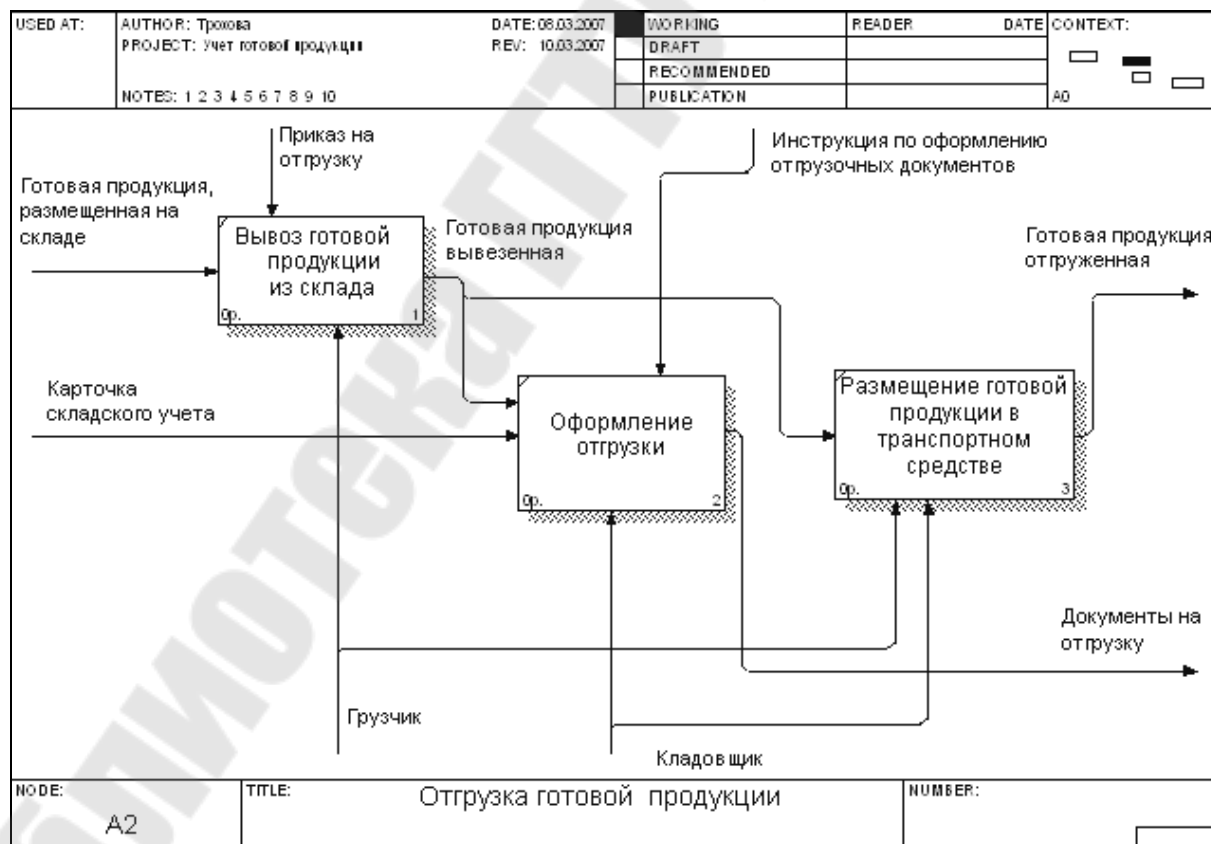 USED AT:
AUTHOR: Трохова
DATE: 08.03.2007
PROJECT: Учет готовой продукции
REV: 10.03.2007
NOTES: 1 2 3 4 5 6 7 8 9 10
WORKING
DRAFT
RECOMMENDED
PUBLICATION
READER
DATE
CONTEXT:
A0
Приказ на
отгрузку
Инструкция по оформлению
отгрузочных документов
Готовая продукция,
размещенная на
складе
Вывоз готовой
продукции
из склада
0р.
1
Готовая продукция
вывезенная
Готовая продукция
отгруженная
Карточка
складского учета
Оформление
отгрузки
0р.
2
Размещение готовой
продукции в
транспортном
средстве
0р.
3
Документы на
отгрузку
Грузчик
Кладовщик
NODE:
A2
TITLE:
Отгрузка готовой продукции
NUMBER: